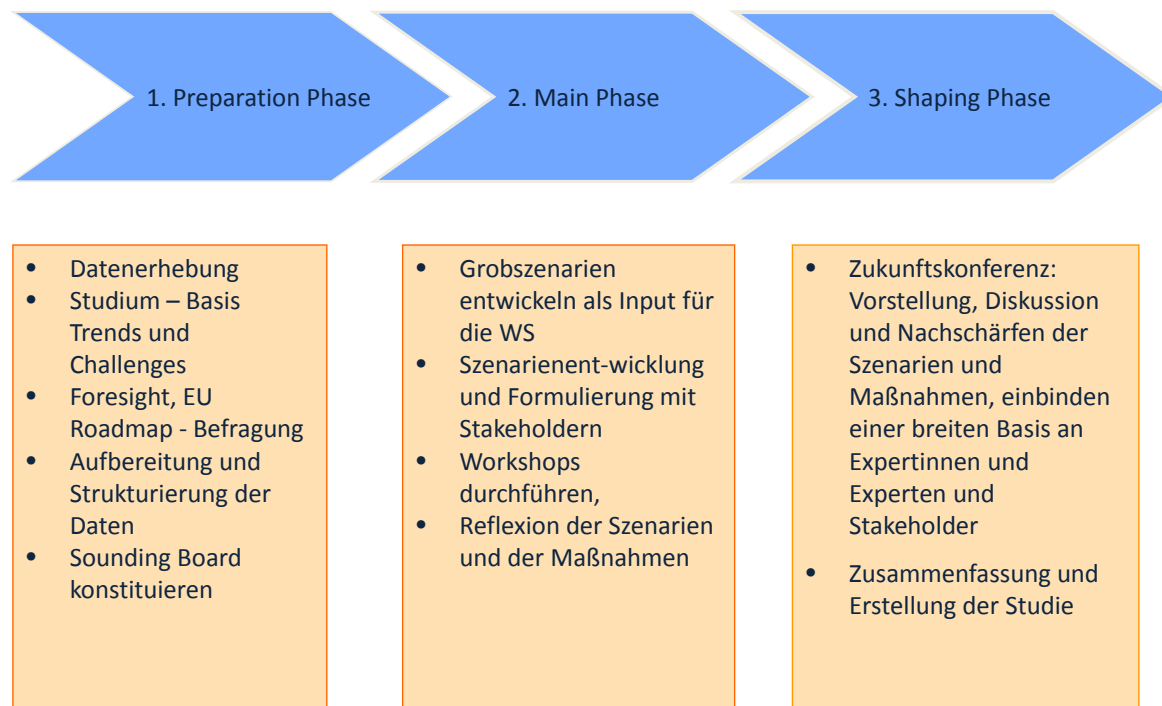 1. Preparation Phase
2. Main Phase
3. Shaping Phase
• Datenerhebung
• Studium – Basis
Trends und
Challenges
• Foresight, EU
Roadmap - Befragung
• Aufbereitung und
Strukturierung der
Daten
• Sounding Board
konstituieren
• Grobszenarien
entwickeln als Input für
die WS
• Szenarienent-wicklung
und Formulierung mit
Stakeholdern
• Workshops
durchführen,
• Reflexion der Szenarien
und der Maßnahmen
• Zukunftskonferenz:
Vorstellung, Diskussion
und Nachschärfen der
Szenarien und
Maßnahmen, einbinden
einer breiten Basis an
Expertinnen und
Experten und
Stakeholder
• Zusammenfassung und
Erstellung der Studie